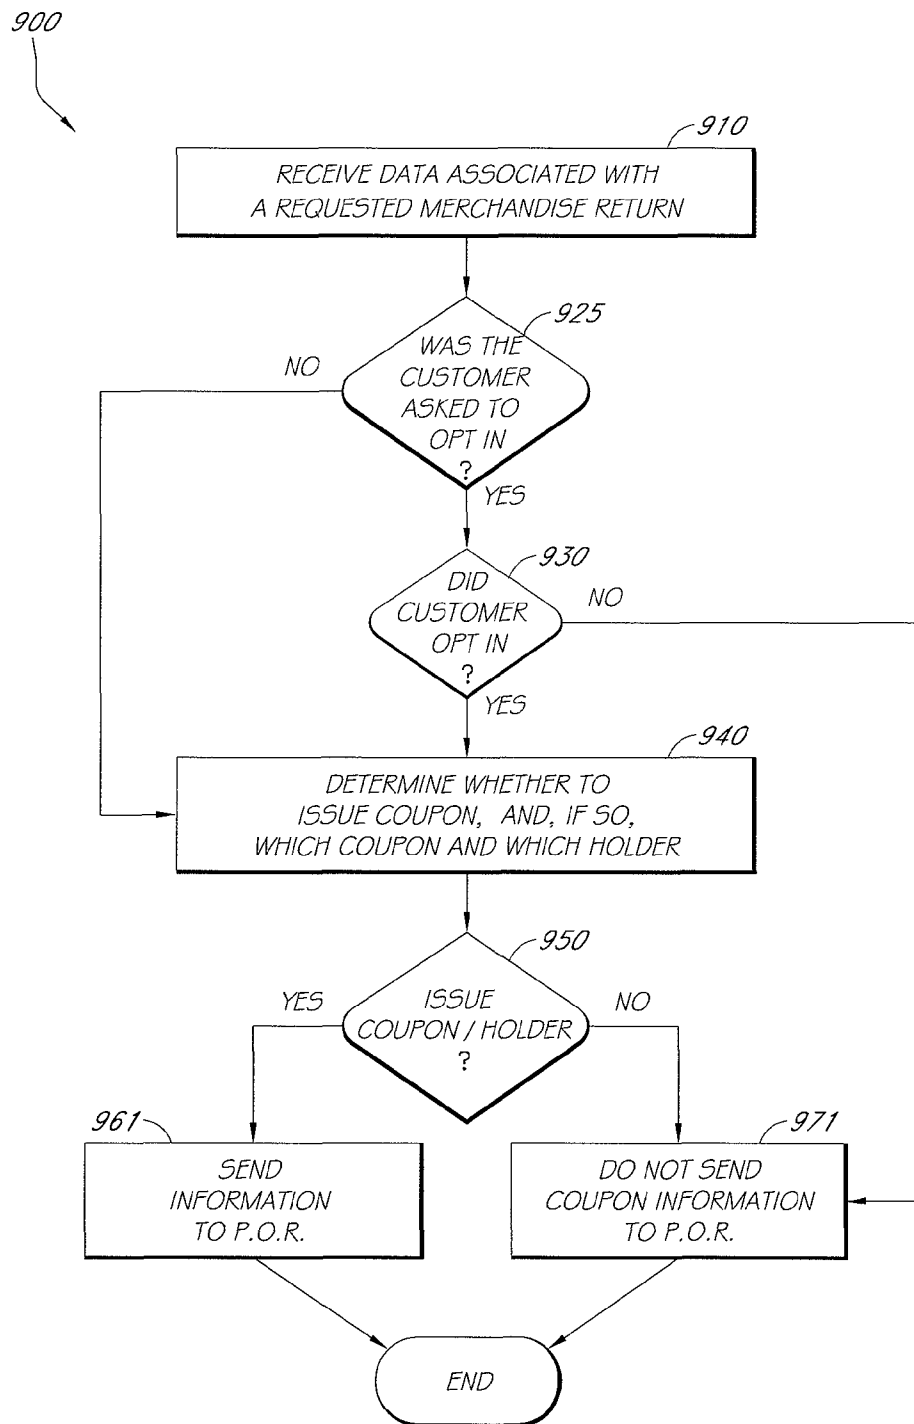 900
910
RECEIVE DATA ASSOCIATED WITH
A REQUESTED MERCHANDISE RETURN
925
WAS THE
CUSTOMER
ASKED TO
OPT IN
?
NO
YES
930
DID
CUSTOMER
OPT IN
?
NO
YES
940
DETERMINE WHETHER TO
ISSUE COUPON, AND, IF SO,
WHICH COUPON AND WHICH HOLDER
950
ISSUE
COUPON / HOLDER
?
YES
NO
961
SEND
INFORMATION
TO P.O.R.
971
DO NOT SEND
COUPON INFORMATION
TO P.O.R.
END